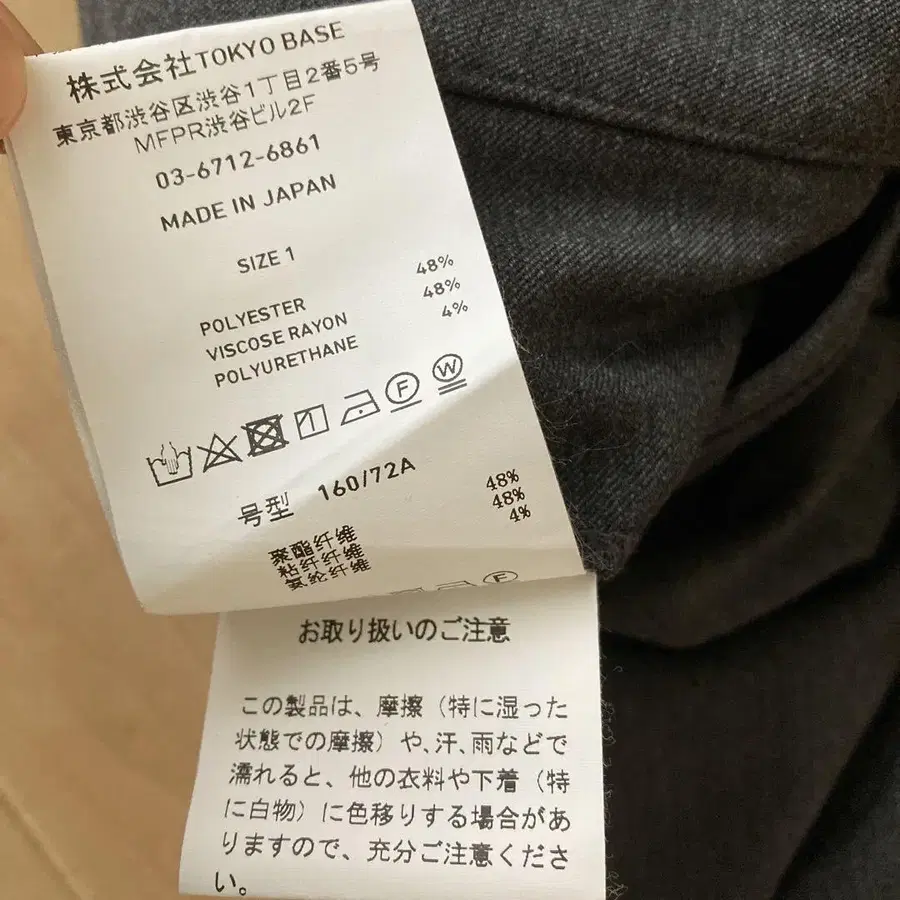 株式会社TOKYO BASE
東京都渋谷区渋谷1丁目2番5号
MFPR渋谷ビル2F
03-6712-6861
MADE IN JAPAN
SIZE 1
POLYESTER 48%
VISCOSE RAYON 48%
POLYURETHANE 4%
F W
号型 160/72A
聚酯纤维 48%
粘纤纤维 48%
氨纶纤维 4%
F
お取り扱いのご注意
この製品は、摩擦（特に湿った
状態での摩擦）や、汗、雨などで
濡れると、他の衣料や下着（特
に白物）に色移りする場合があ
りますので、充分ご注意くださ
い。